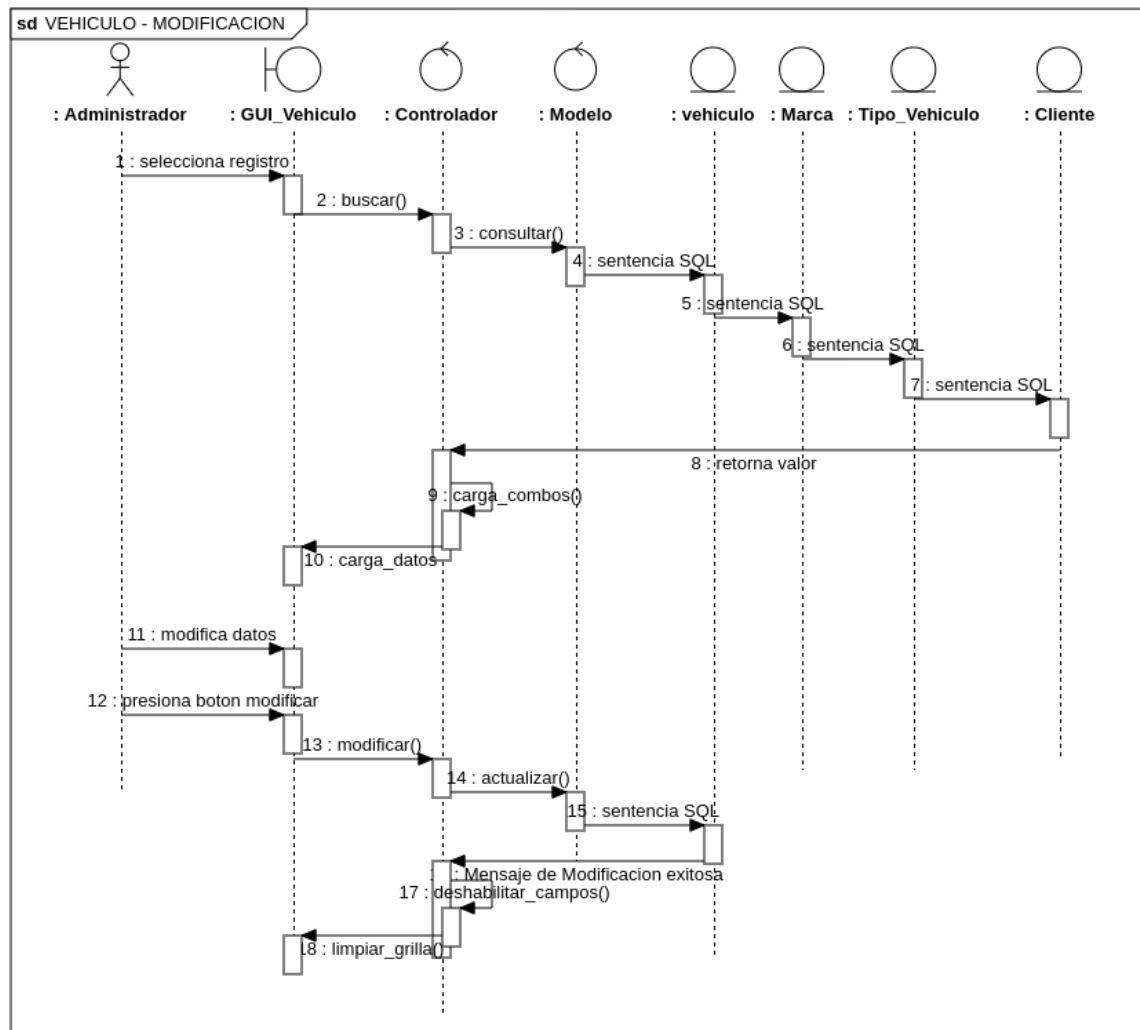 sd VEHICULO - MODIFICACION
: Administrador
: GUI_Vehiculo
: Controlador
: Modelo
: vehiculo
: Marca
: Tipo_Vehiculo
: Cliente
1 : selecciona registro
2 : buscar()
3 : consultar()
4 : sentencia SQL
5 : sentencia SQL
6 : sentencia SQL
7 : sentencia SQL
8 : retorna valor
9 : carga_combos()
10 : carga_datos
11 : modifica datos
12 : presiona boton modificar
13 : modificar()
14 : actualizar()
15 : sentencia SQL
: Mensaje de Modificacion exitosa
17 : deshabilitar_campos()
18 : limpiar_grilla()